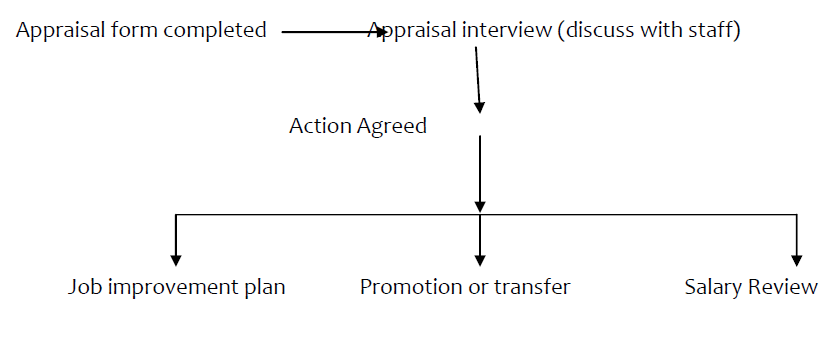 Appraisal form completed Appraisal interview (discuss with staff)
Action Agreed
Job improvement plan Promotion or transfer Salary Review